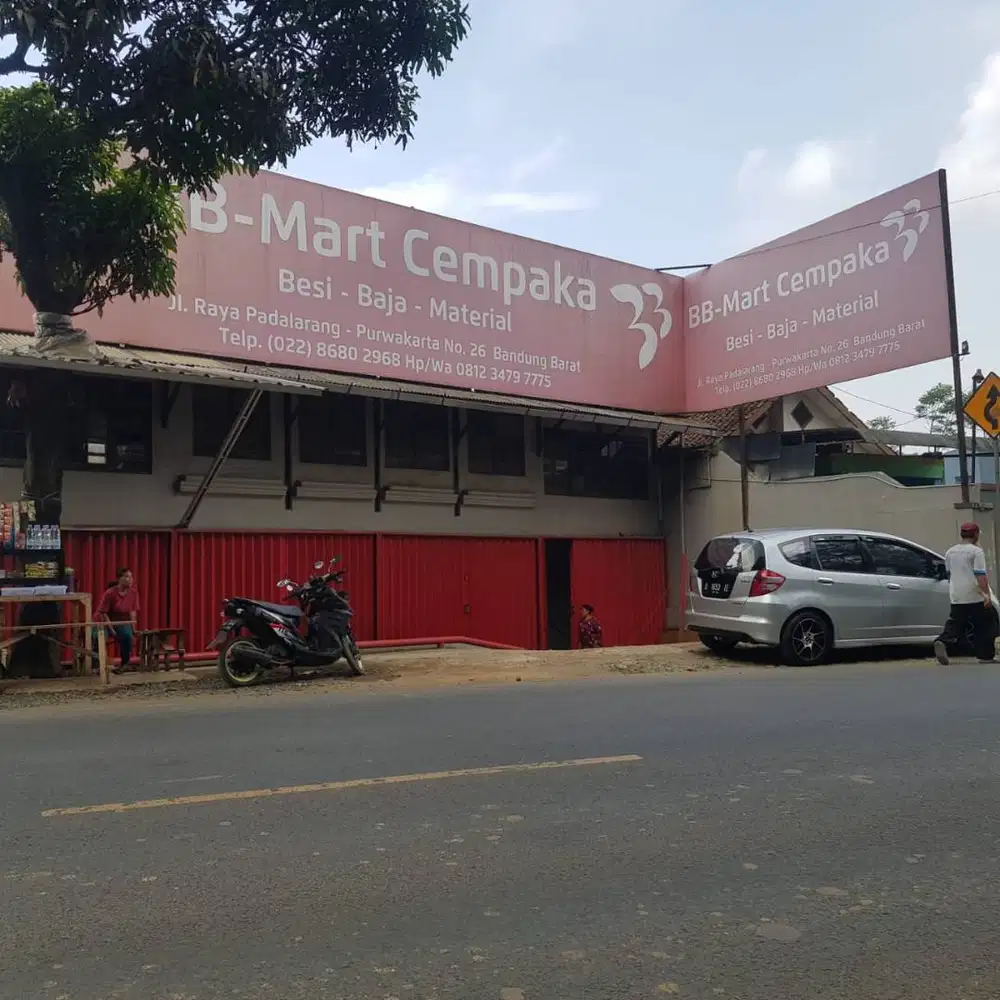 BB-Mart Cempaka
Besi - Baja - Material
Jl. Raya Padalarang - Purwakarta No. 26 Bandung Barat
Telp. (022) 8680 2968 Hp/Wa 0812 3479 7775
BB-Mart Cempaka
Besi - Baja - Material
Jl. Raya Padalarang - Purwakarta No. 26 Bandung Barat
Telp. (022) 8680 2968 Hp/Wa 0812 3479 7775